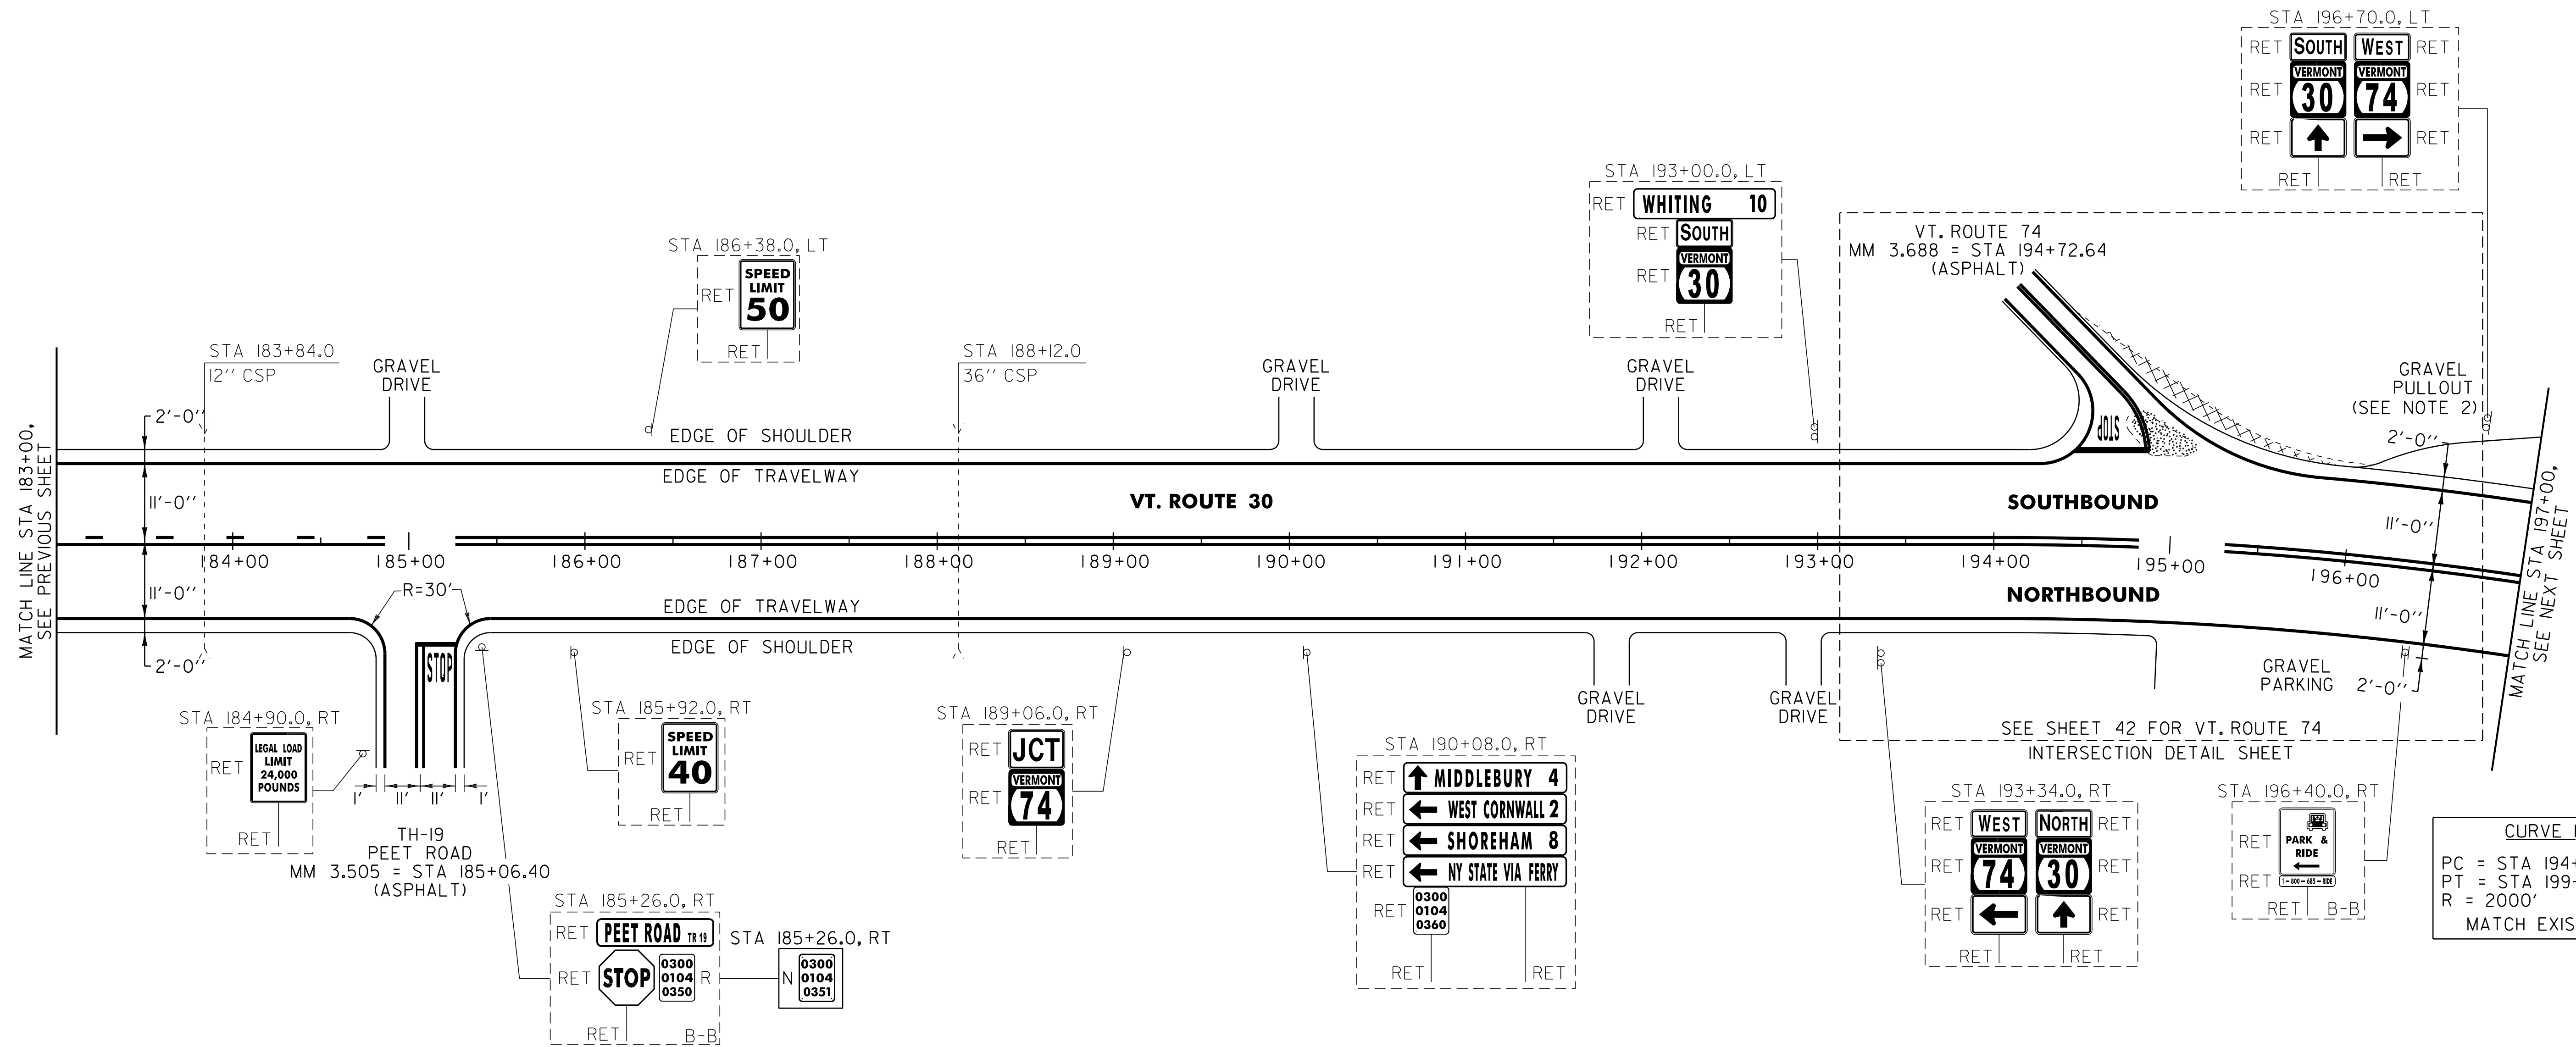 STA 196+70.0, LT
RET SOUTH WEST RET
RET VERMONT 30 VERMONT 74 RET
RET RET
RET RET
STA 193+00.0, LT
RET WHITING 10
RET SOUTH
RET VERMONT 30
RET
VT. ROUTE 74
MM 3.688 = STA 194+72.64
(ASPHALT)
STA 186+38.0, LT
RET SPEED
LIMIT
50
RET
STA 183+84.0
12'' CSP
GRAVEL
DRIVE
STA 188+12.0
36'' CSP
GRAVEL
DRIVE
GRAVEL
DRIVE
GRAVEL
PULLOUT
(SEE NOTE 2)
2'-0''
2'-0''
EDGE OF SHOULDER
EDGE OF TRAVELWAY
STOP
MATCH LINE STA 183+00,
SEE PREVIOUS SHEET
11'-0''
VT. ROUTE 30
SOUTHBOUND
11'-0''
184+00 185+00 186+00 187+00 188+00 189+00 190+00 191+00 192+00 193+00 194+00 195+00 196+00
MATCH LINE STA 197+00,
SEE NEXT SHEET
11'-0''
R=30'
EDGE OF TRAVELWAY
NORTHBOUND
11'-0''
2'-0''
STOP
EDGE OF SHOULDER
GRAVEL
PARKING
2'-0''
GRAVEL
DRIVE
GRAVEL
DRIVE
SEE SHEET 42 FOR VT. ROUTE 74
INTERSECTION DETAIL SHEET
STA 184+90.0, RT
RET LEGAL LOAD
LIMIT
24,000
POUNDS
RET
1' 11' 11' 1'
TH-19
PEET ROAD
MM 3.505 = STA 185+06.40
(ASPHALT)
STA 185+92.0, RT
RET SPEED
LIMIT
40
RET
STA 185+26.0, RT
RET PEET ROAD TR 19
RET STOP 0300
0104
0350 R
RET B-B
STA 185+26.0, RT
N 0300
0104
0351
STA 189+06.0, RT
RET JCT
RET VERMONT
74
RET
STA 190+08.0, RT
RET MIDDLEBURY 4
RET WEST CORNWALL 2
RET SHOREHAM 8
RET NY STATE VIA FERRY
RET 0300
0104
0360
RET RET
STA 193+34.0, RT
RET WEST NORTH RET
RET VERMONT 74 VERMONT 30 RET
RET RET
RET RET
STA 196+40.0, RT
RET PARK &
RIDE
RET 1-800-685-RIDE
RET B-B
CURVE
PC = STA 194+
PT = STA 199
R = 2000'
MATCH EXIS